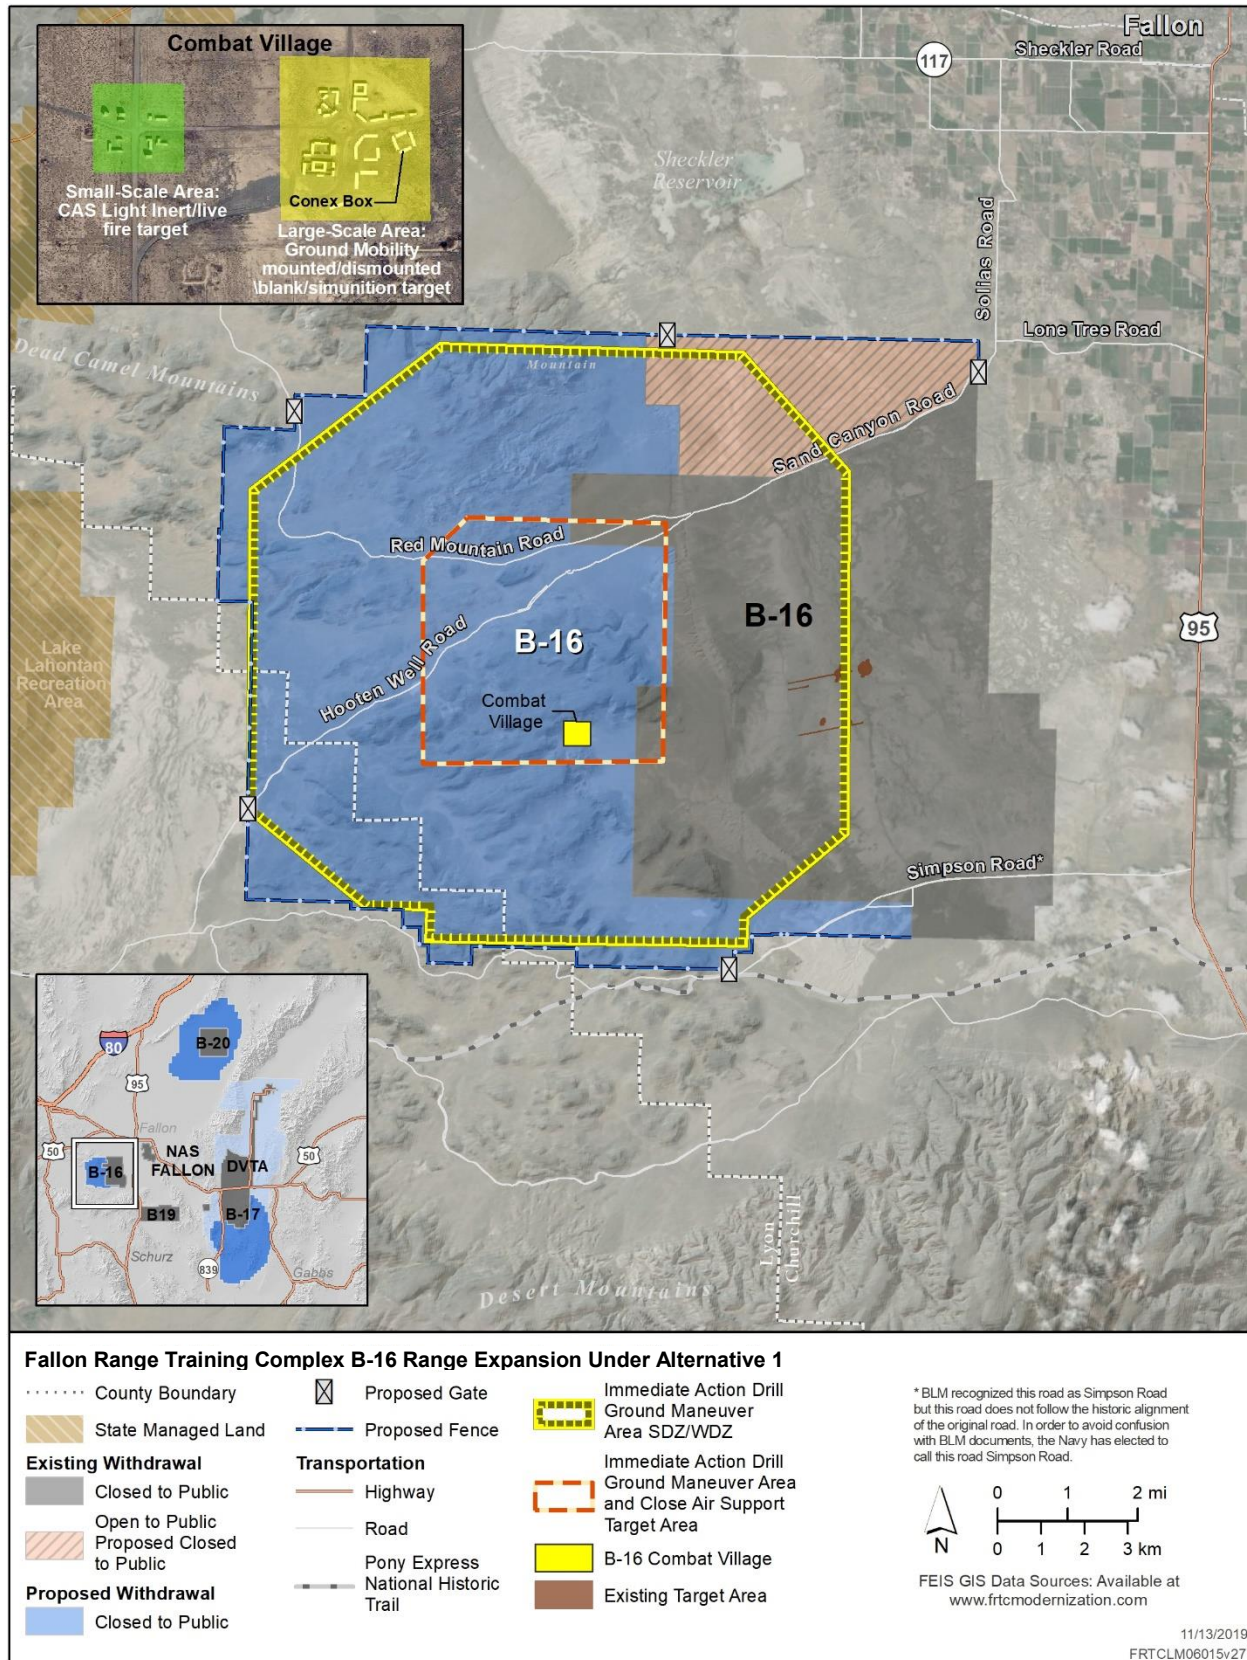 Combat Village
Small-Scale Area:
CAS Light Inert/live
fire target
Conex Box
Large-Scale Area:
Ground Mobility
mounted/dismounted
\blank/simunition target
Fallon
Sheckler Road
117
Sheckler
Reservoir
Solias Road
Lone Tree Road
Dead Camel Mountains
Mountain
Sand Canyon Road
Red Mountain Road
B-16
B-16
95
Lake
Lahontan
Recreation
Area
Hooten Well Road
Combat
Village
Simpson Road*
Lyon
Churchill
Desert Mountains
80
B-20
95
Fallon
50
NAS
FALLON
DVTA
50
B-16
B19
B-17
Schurz
839
Gabbs
Fallon Range Training Complex B-16 Range Expansion Under Alternative 1
County Boundary
State Managed Land
Existing Withdrawal
Closed to Public
Open to Public
Proposed Closed
to Public
Proposed Withdrawal
Closed to Public
Proposed Gate
Proposed Fence
Transportation
Highway
Road
Pony Express
National Historic
Trail
Immediate Action Drill
Ground Maneuver
Area SDZ/WDZ
Immediate Action Drill
Ground Maneuver Area
and Close Air Support
Target Area
B-16 Combat Village
Existing Target Area
* BLM recognized this road as Simpson Road
but this road does not follow the historic alignment
of the original road. In order to avoid confusion
with BLM documents, the Navy has elected to
call this road Simpson Road.
N
0 1 2 mi
0 1 2 3 km
FEIS GIS Data Sources: Available at
www.frtcmodernization.com
11/13/2019
FRTCLM06015v27